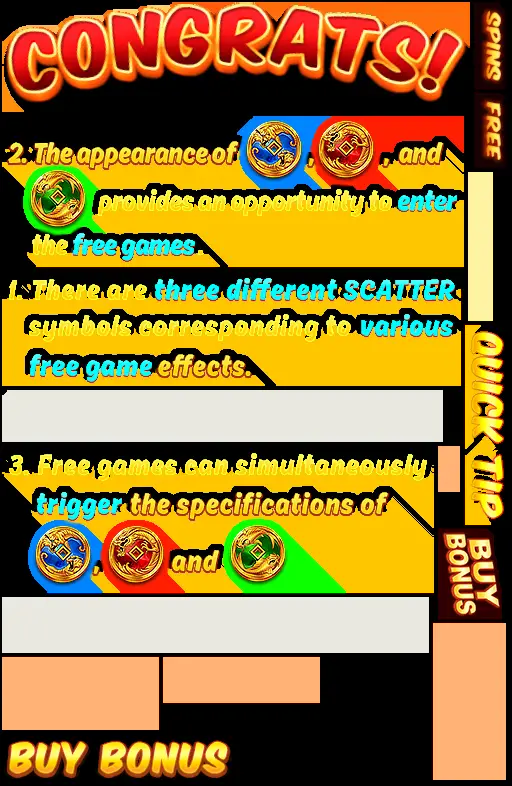 CONGRATS!
SPINS
FREE
2. The appearance of , , and
provides an opportunity to enter
the free games.
1. There are three different SCATTER
symbols corresponding to various
free game effects.
QUICK TIP
3. Free games can simultaneously
trigger the specifications of
, and
BUY
BONUS
BUY BONUS